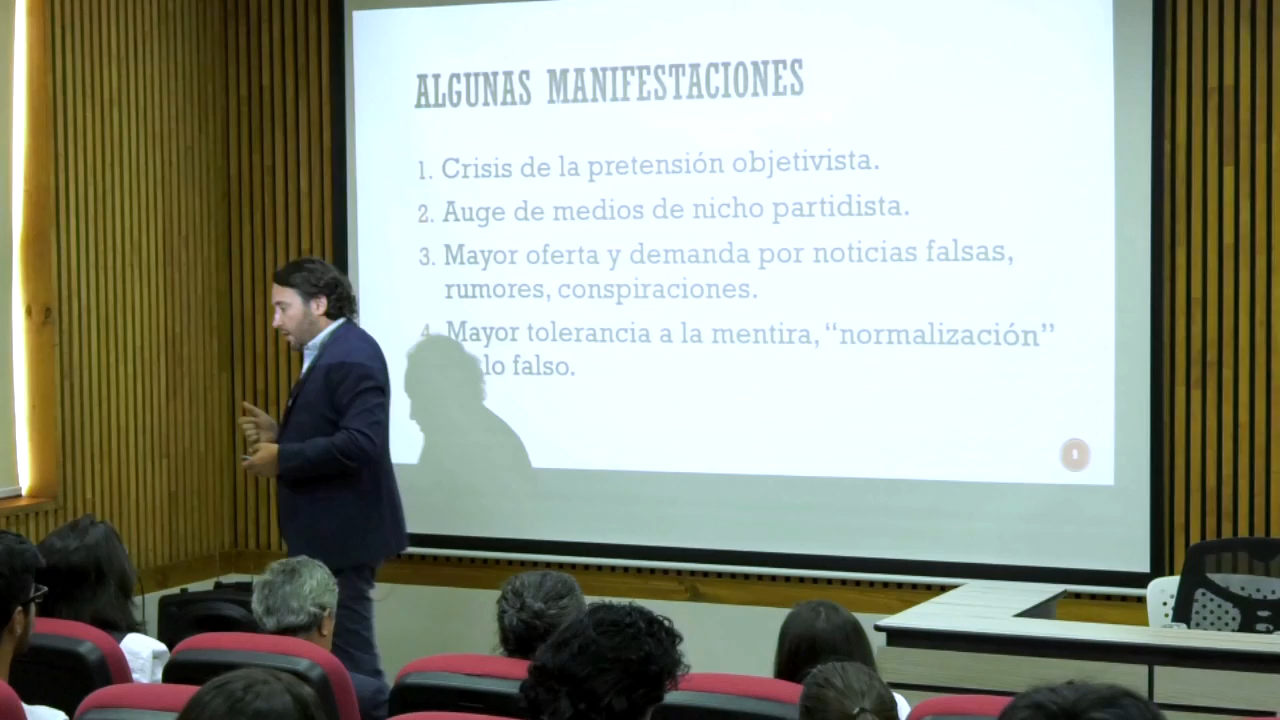 ALGUNAS MANIFESTACIONES
1. Crisis de la pretensión objetivista.
2. Auge de medios de nicho partidista.
3. Mayor oferta y demanda por noticias falsas,
rumores, conspiraciones.
4. Mayor tolerancia a la mentira, “normalización”
lo falso.